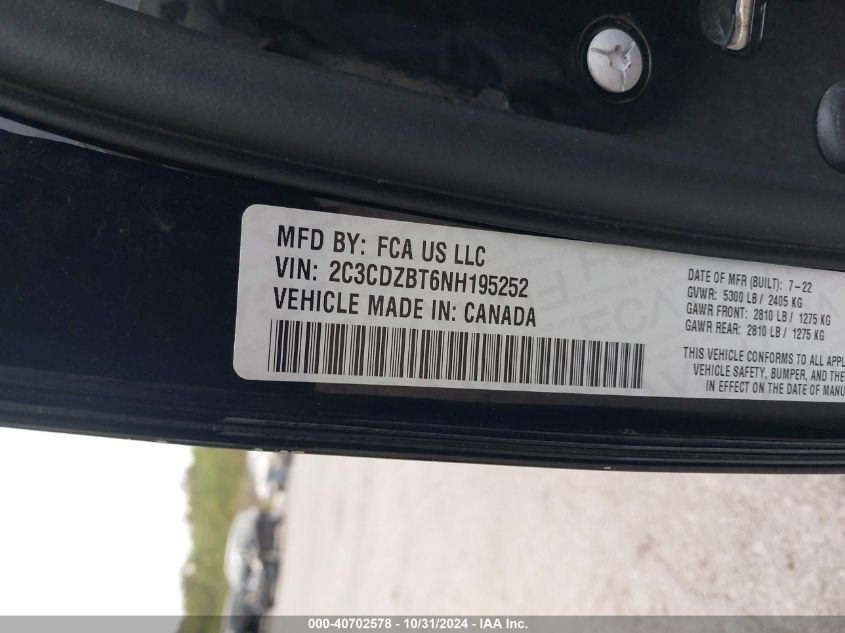 MFD BY: FCA US LLC
VIN: 2C3CDZBT6NH195252
VEHICLE MADE IN: CANADA
DATE OF MFR (BUILT): 7-22
GVWR: 5300 LB / 2405 KG
GAWR FRONT: 2810 LB / 1275 KG
GAWR REAR: 2810 LB / 1275 KG
THIS VEHICLE CONFORMS TO ALL APPL
VEHICLE SAFETY, BUMPER, AND THE
IN EFFECT ON THE DATE OF MANU
000-40702578 - 10/31/2024 - IAA Inc.